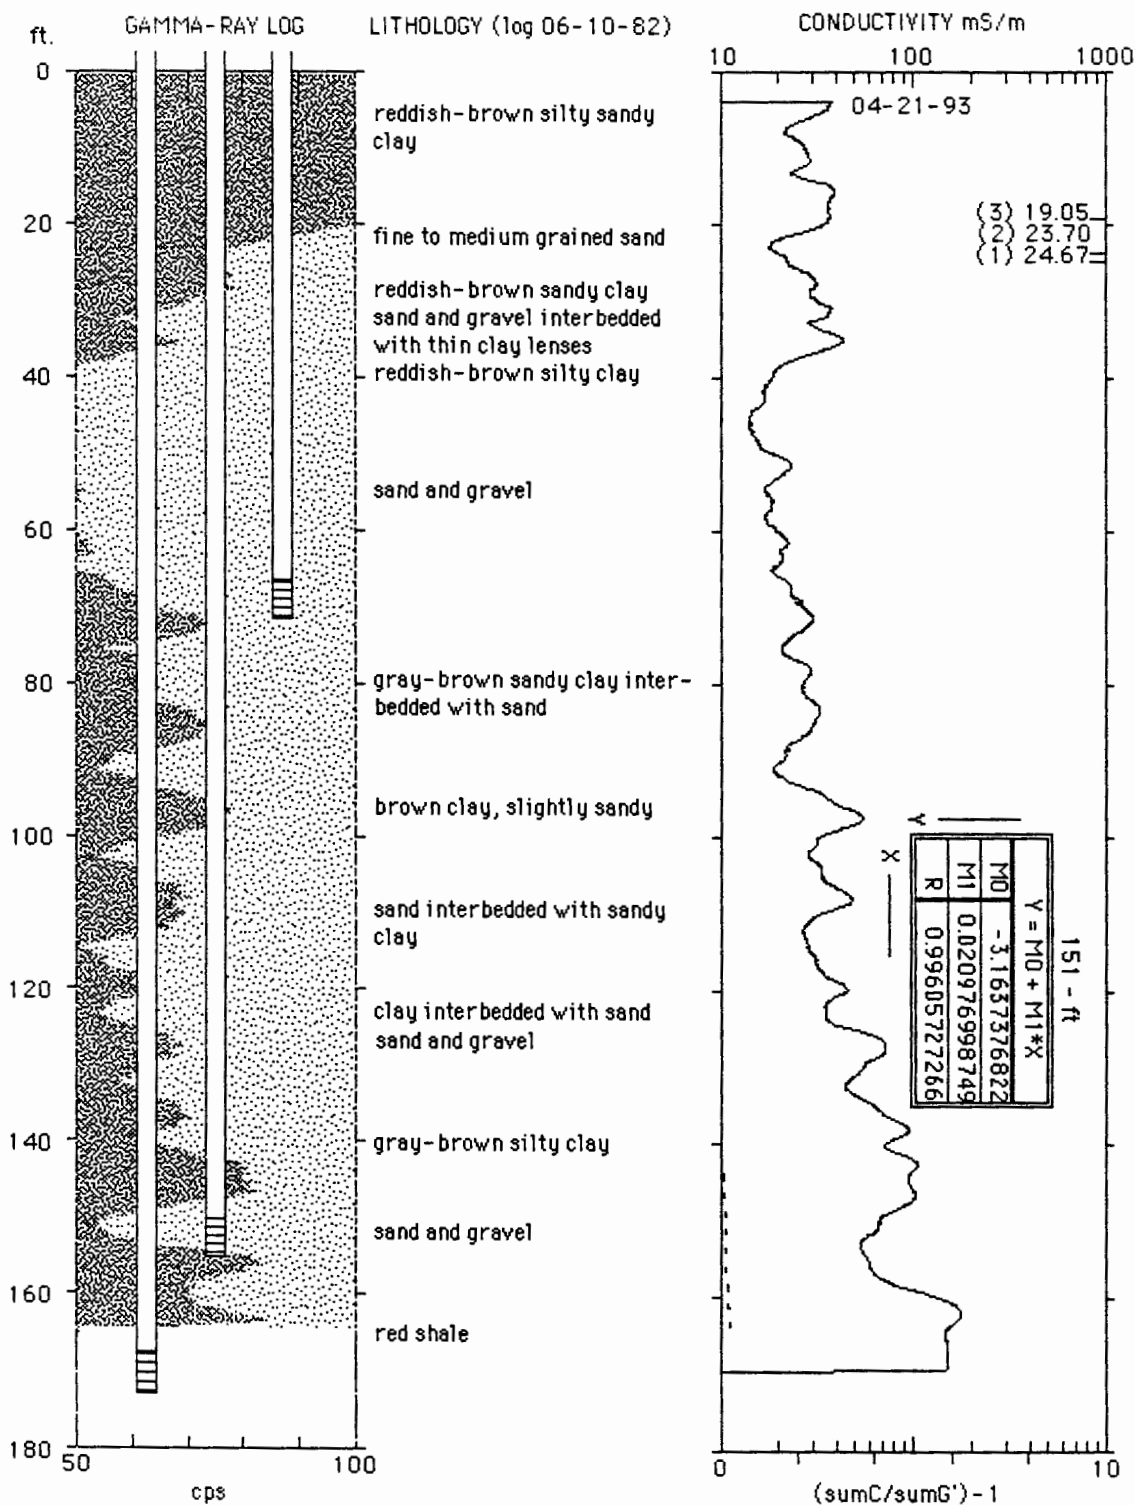 GAMMA-RAY LOG
LITHOLOGY (log 06-10-82)
CONDUCTIVITY mS/m
ft.
10
100
1000
0
20
40
60
80
100
120
140
160
180
50
100
cps
reddish-brown silty sandy
clay
fine to medium grained sand
reddish-brown sandy clay
sand and gravel interbedded
with thin clay lenses
reddish-brown silty clay
sand and gravel
gray-brown sandy clay inter-
bedded with sand
brown clay, slightly sandy
sand interbedded with sandy
clay
clay interbedded with sand
sand and gravel
gray-brown silty clay
sand and gravel
red shale
04-21-93
(3) 19.05
(2) 23.70
(1) 24.67
Y
X
151 - ft
Y = M0 + M1*X
M0 -3.1637376822
M1 0.020976998749
R 0.99605727266
0
10
(sumC/sumG')-1